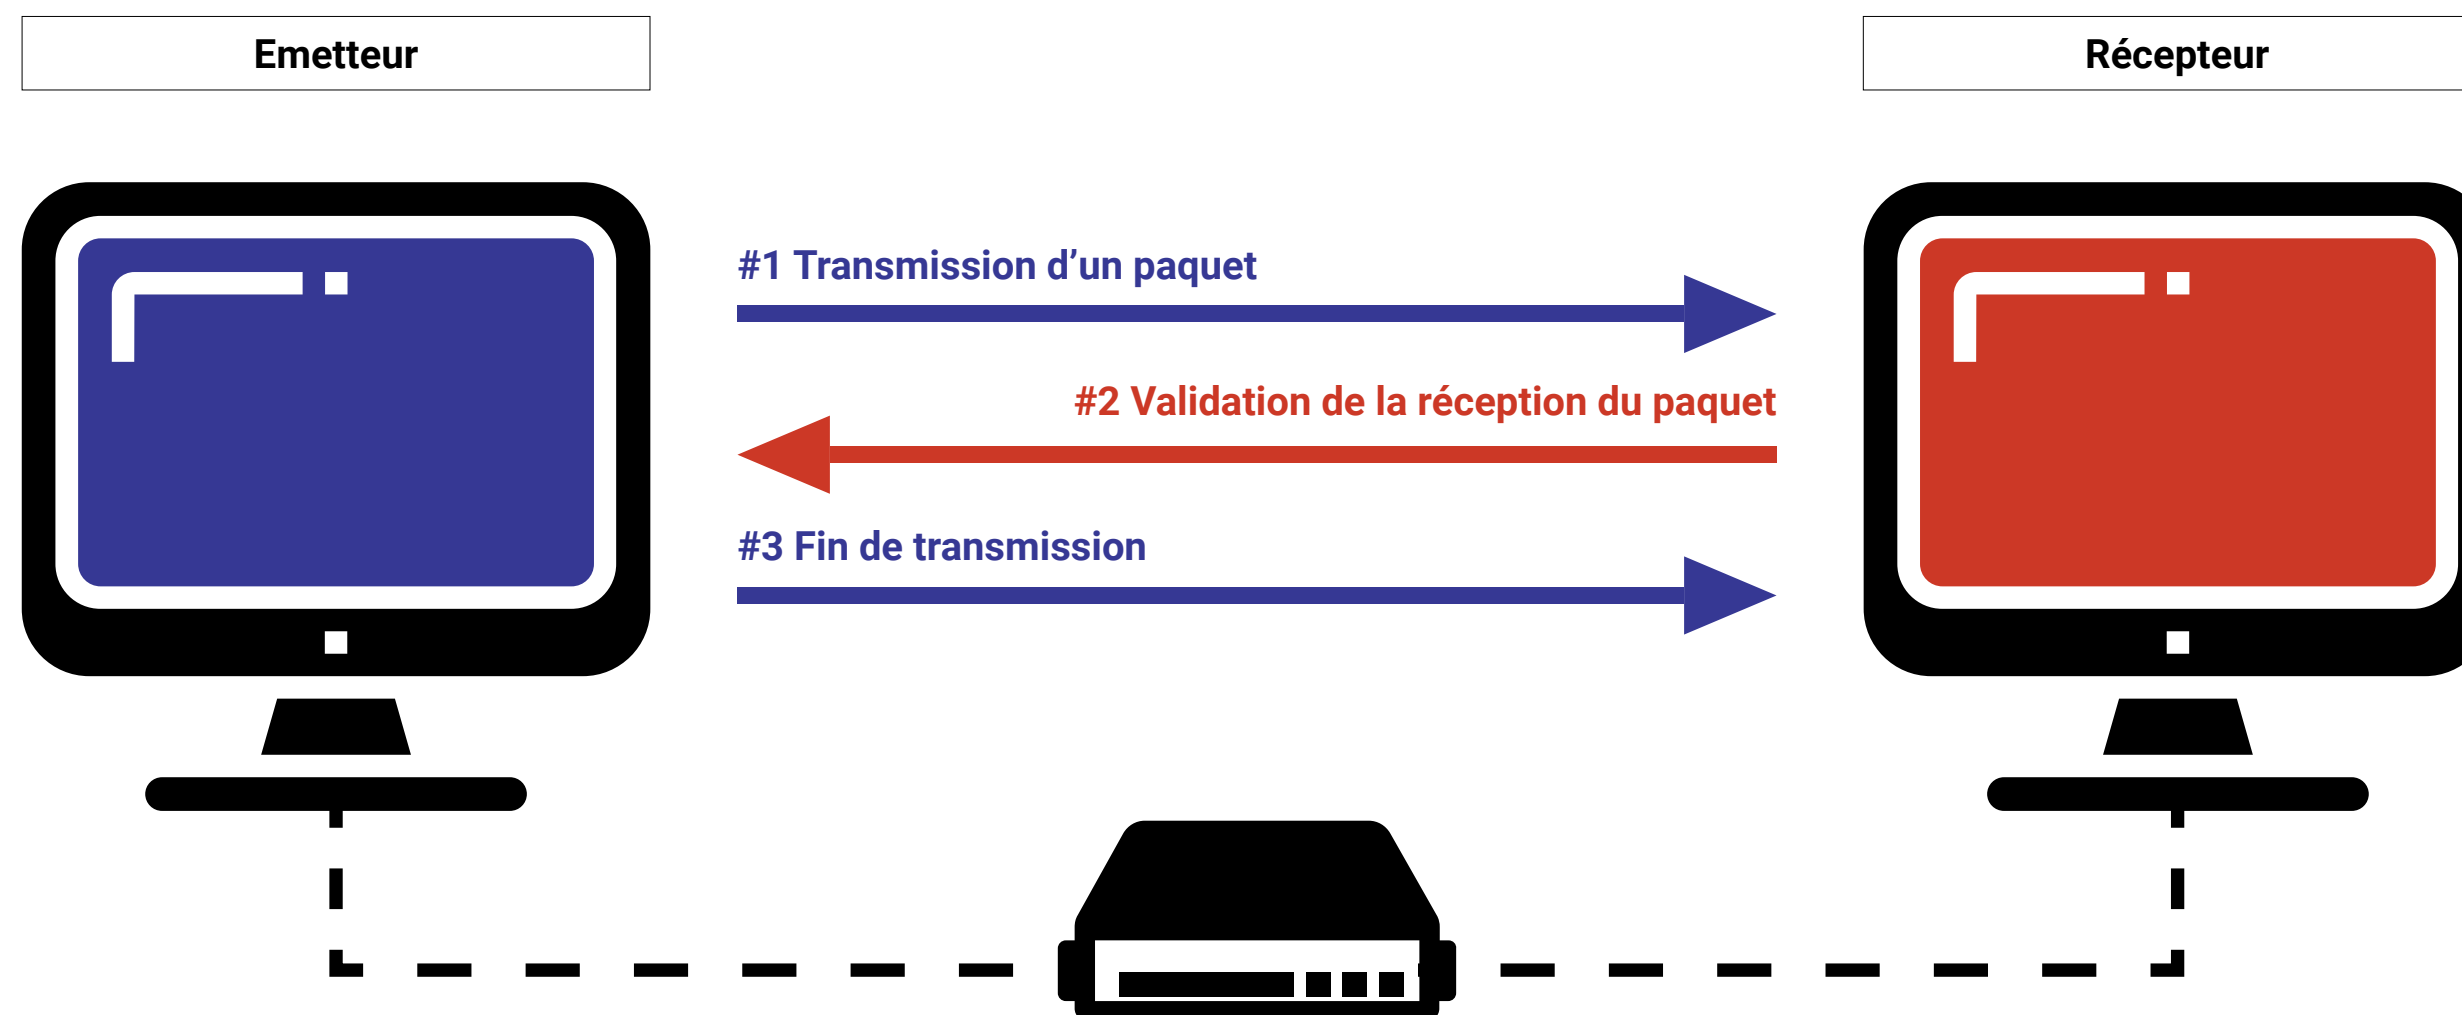 Emetteur
Récepteur
#1 Transmission d’un paquet
#2 Validation de la réception du paquet
#3 Fin de transmission